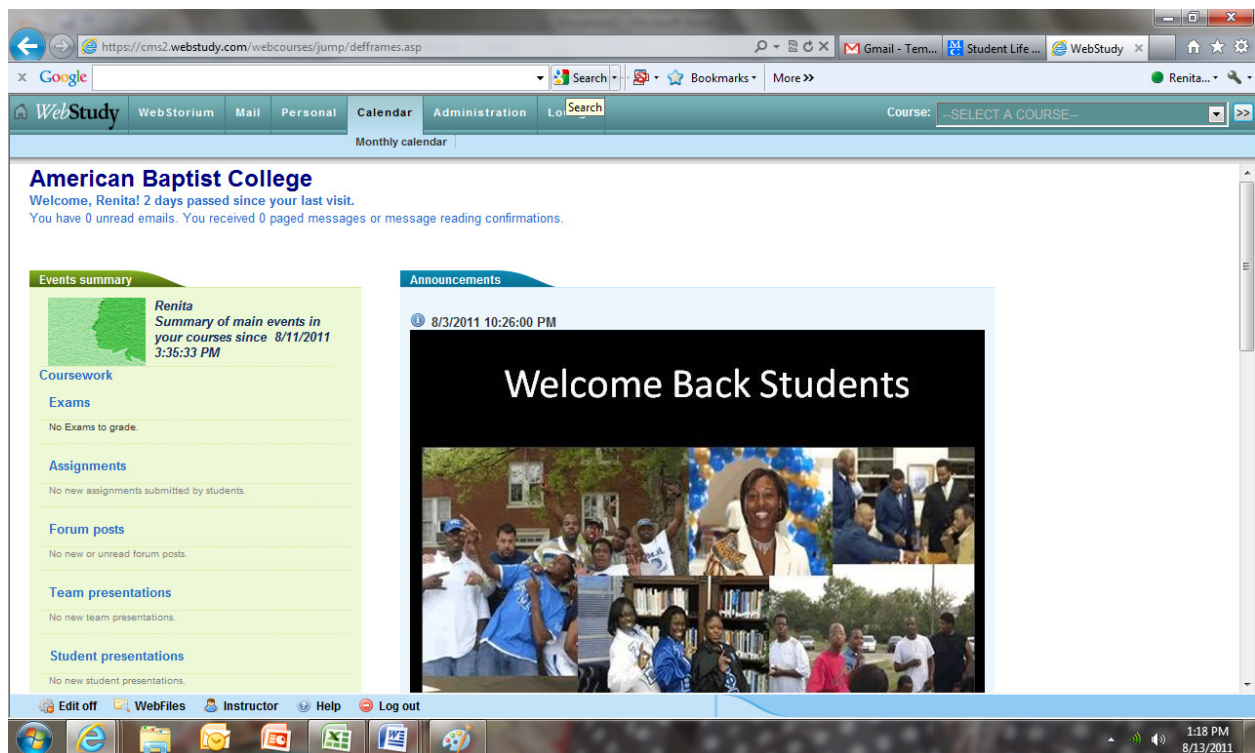 https://cms2.webstudy.com/webcourses/jump/defframes.asp
Gmail - Tem...
Student Life ...
WebStudy
x Google
Search
Bookmarks
More >>
Renita...
WebStudy
WebStorium
Mail
Personal
Calendar
Administration
Search
Course:
--SELECT A COURSE--
>>
Monthly calendar
American Baptist College
Welcome, Renita! 2 days passed since your last visit.
You have 0 unread emails. You received 0 paged messages or message reading confirmations.
Events summary
Renita
Summary of main events in
your courses since 8/11/2011
3:35:33 PM
Coursework
Exams
No Exams to grade.
Assignments
No new assignments submitted by students.
Forum posts
No new or unread forum posts.
Team presentations
No new team presentations.
Student presentations
No new student presentations.
Announcements
8/3/2011 10:26:00 PM
Welcome Back Students
Edit off
WebFiles
Instructor
Help
Log out
1:18 PM
8/13/2011